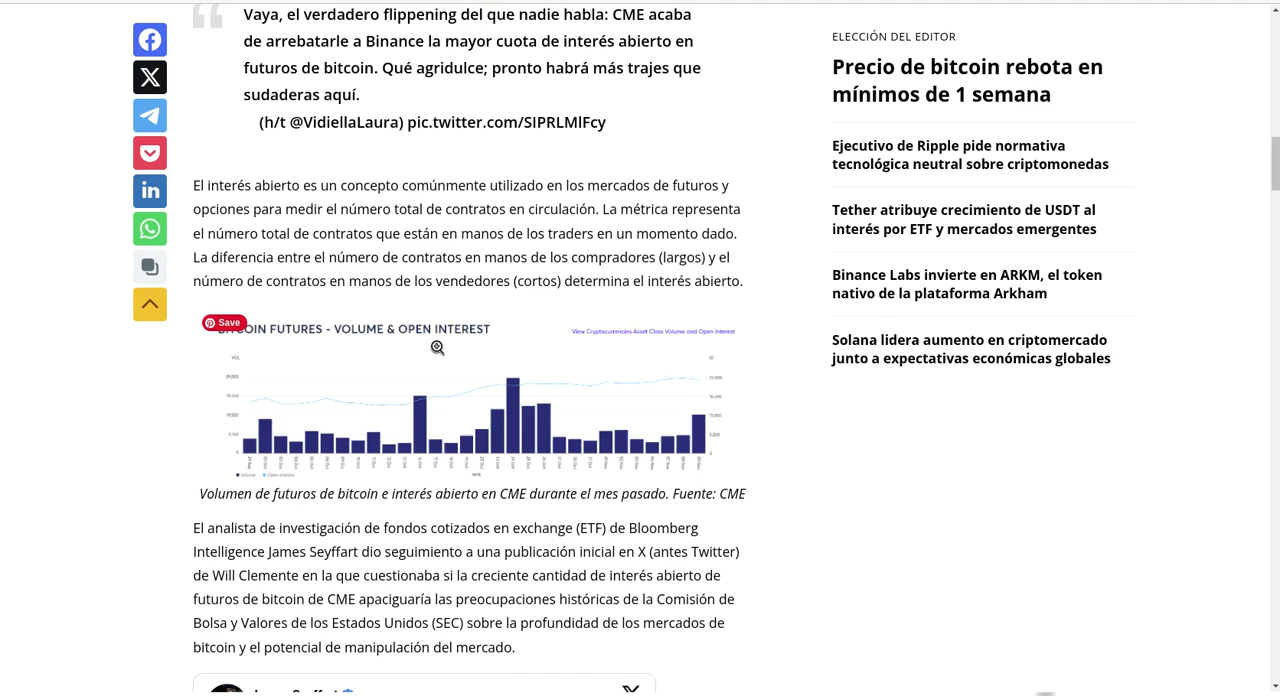 Vaya, el verdadero flippening del que nadie habla: CME acaba
de arrebatarle a Binance la mayor cuota de interés abierto en
futuros de bitcoin. Qué agridulce; pronto habrá más trajes que
sudaderas aquí.
(h/t @VidiellaLaura) pic.twitter.com/SIPRLMlFcy
El interés abierto es un concepto comúnmente utilizado en los mercados de futuros y
opciones para medir el número total de contratos en circulación. La métrica representa
el número total de contratos que están en manos de los traders en un momento dado.
La diferencia entre el número de contratos en manos de los compradores (largos) y el
número de contratos en manos de los vendedores (cortos) determina el interés abierto.
Save
COIN FUTURES - VOLUME & OPEN INTEREST
View Cryptocurrencies Asset Class Volume and Open Interest
VOL
OI
Volume
Open Interest
Volumen de futuros de bitcoin e interés abierto en CME durante el mes pasado. Fuente: CME
El analista de investigación de fondos cotizados en exchange (ETF) de Bloomberg
Intelligence James Seyffart dio seguimiento a una publicación inicial en X (antes Twitter)
de Will Clemente en la que cuestionaba si la creciente cantidad de interés abierto de
futuros de bitcoin de CME apaciguaría las preocupaciones históricas de la Comisión de
Bolsa y Valores de los Estados Unidos (SEC) sobre la profundidad de los mercados de
bitcoin y el potencial de manipulación del mercado.
ELECCIÓN DEL EDITOR
Precio de bitcoin rebota en
mínimos de 1 semana
Ejecutivo de Ripple pide normativa
tecnológica neutral sobre criptomonedas
Tether atribuye crecimiento de USDT al
interés por ETF y mercados emergentes
Binance Labs invierte en ARKM, el token
nativo de la plataforma Arkham
Solana lidera aumento en criptomercado
junto a expectativas económicas globales